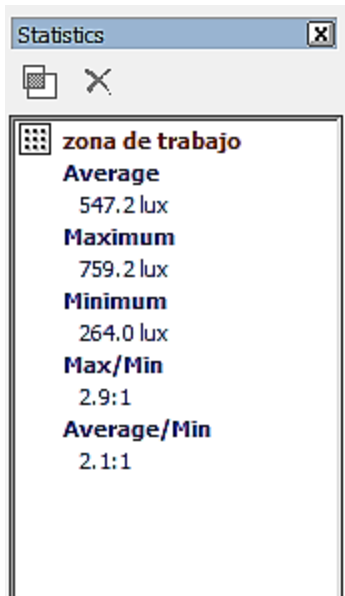 Statistics
zona de trabajo
Average
547.2 lux
Maximum
759.2 lux
Minimum
264.0 lux
Max/Min
2.9:1
Average/Min
2.1:1